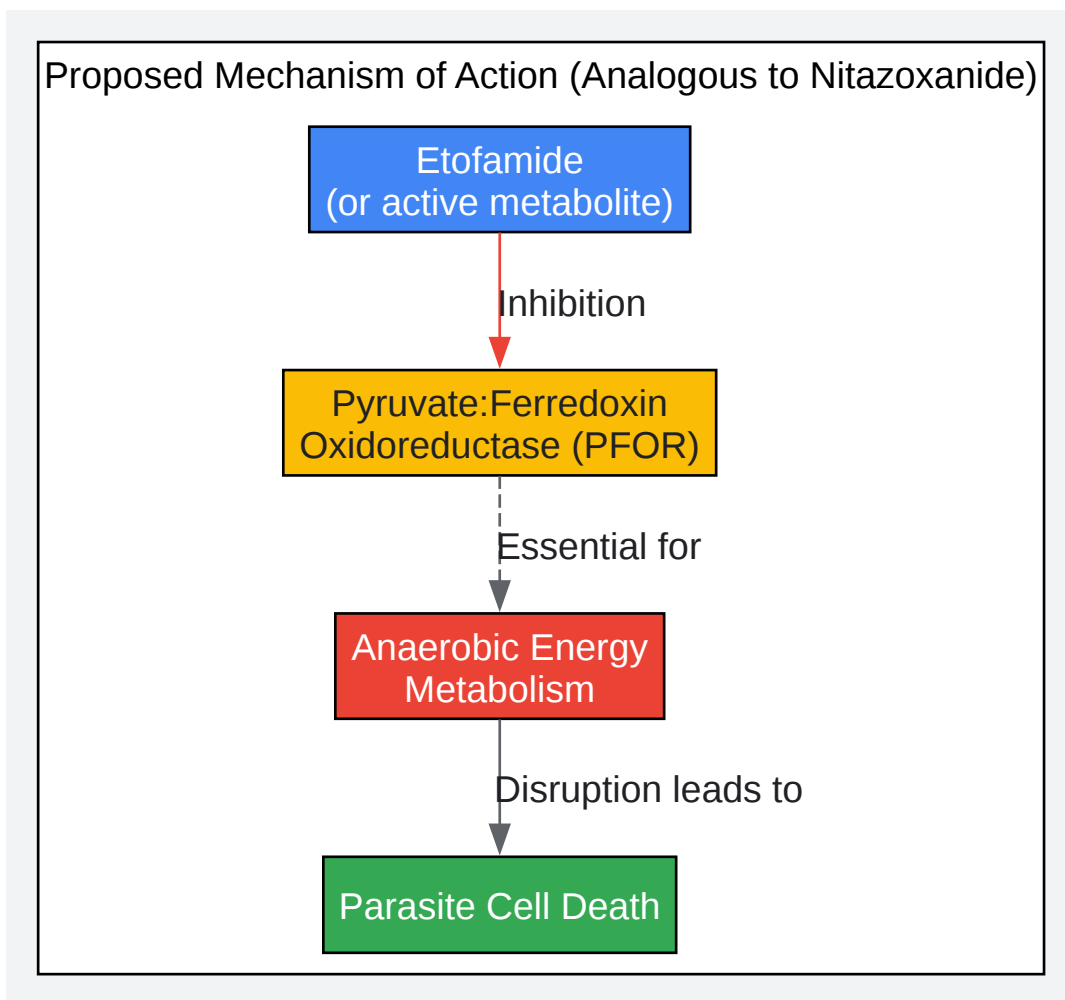 Proposed Mechanism of Action (Analogous to Nitazoxanide)
Etofamide
(or active metabolite)
Inhibition
Pyruvate:Ferredoxin
Oxidoreductase (PFOR)
Essential for
Anaerobic Energy
Metabolism
Disruption leads to
Parasite Cell Death